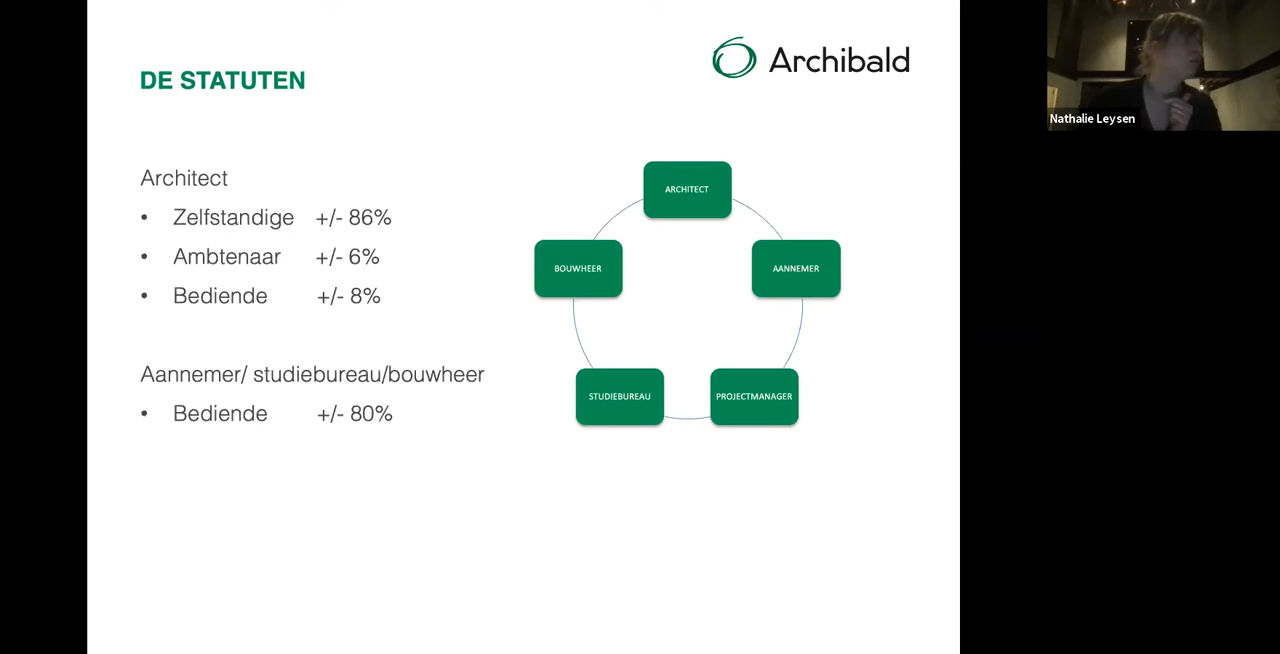 Archibald
DE STATUTEN
Nathalie Leysen
Architect
• Zelfstandige +/- 86%
• Ambtenaar +/- 6%
• Bediende +/- 8%
Aannemer/ studiebureau/bouwheer
• Bediende +/- 80%
ARCHITECT
BOUWHEER
AANNEMER
STUDIEBUREAU
PROJECTMANAGER